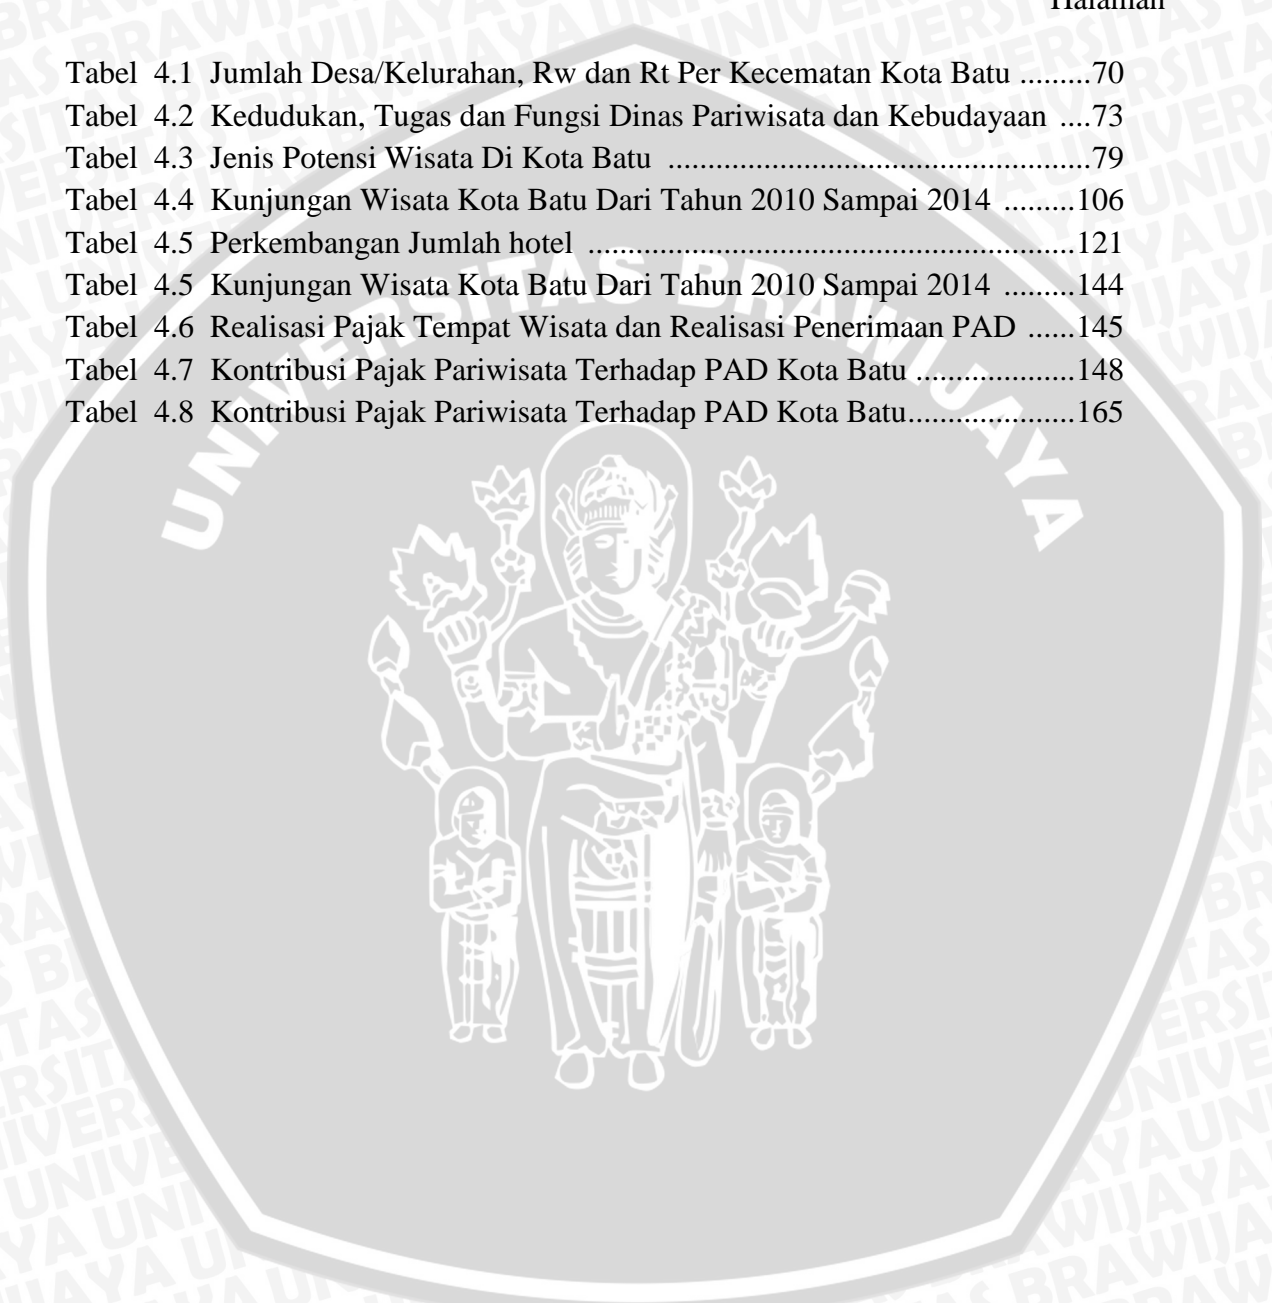 Halaman
Tabel 4.1 Jumlah Desa/Kelurahan, Rw dan Rt Per Kecematan Kota Batu .........70
Tabel 4.2 Kedudukan, Tugas dan Fungsi Dinas Pariwisata dan Kebudayaan ....73
Tabel 4.3 Jenis Potensi Wisata Di Kota Batu .....................................................79
Tabel 4.4 Kunjungan Wisata Kota Batu Dari Tahun 2010 Sampai 2014 .........106
Tabel 4.5 Perkembangan Jumlah hotel .............................................................121
Tabel 4.5 Kunjungan Wisata Kota Batu Dari Tahun 2010 Sampai 2014 .........144
Tabel 4.6 Realisasi Pajak Tempat Wisata dan Realisasi Penerimaan PAD ......145
Tabel 4.7 Kontribusi Pajak Pariwisata Terhadap PAD Kota Batu ....................148
Tabel 4.8 Kontribusi Pajak Pariwisata Terhadap PAD Kota Batu.....................165
UNIVERSITAS BRAWIJAYA